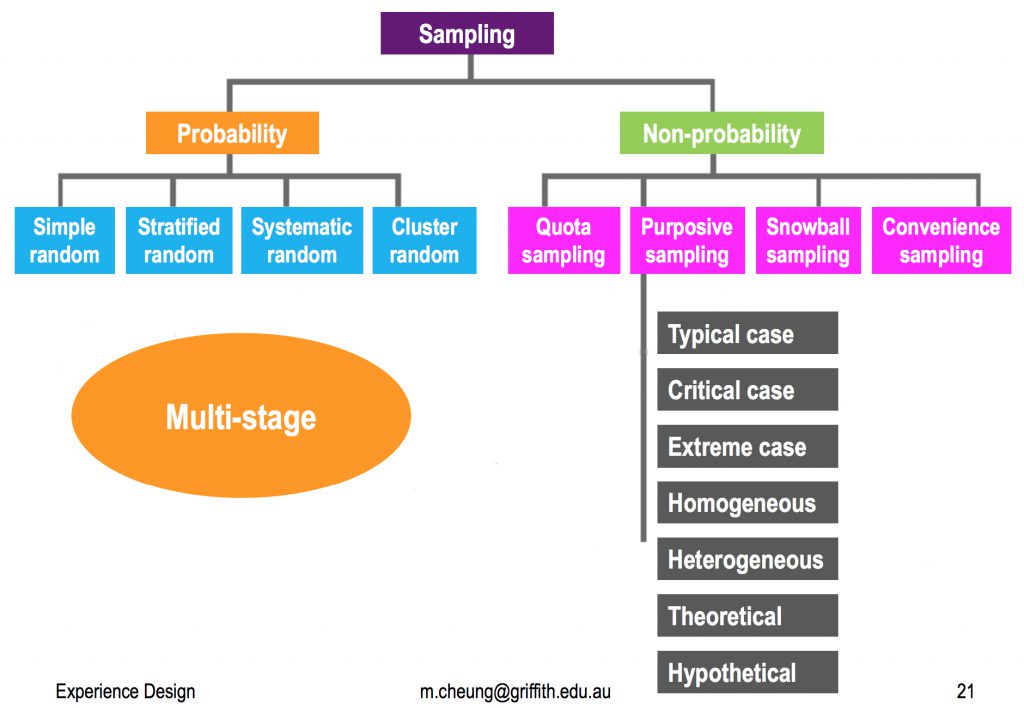 Sampling
Probability
Non-probability
Simple
random
Stratified
random
Systematic
random
Cluster
random
Quota
sampling
Purposive
sampling
Snowball
sampling
Convenience
sampling
Multi-stage
Typical case
Critical case
Extreme case
Homogeneous
Heterogeneous
Theoretical
Hypothetical
Experience Design
m.cheung@griffith.edu.au
21